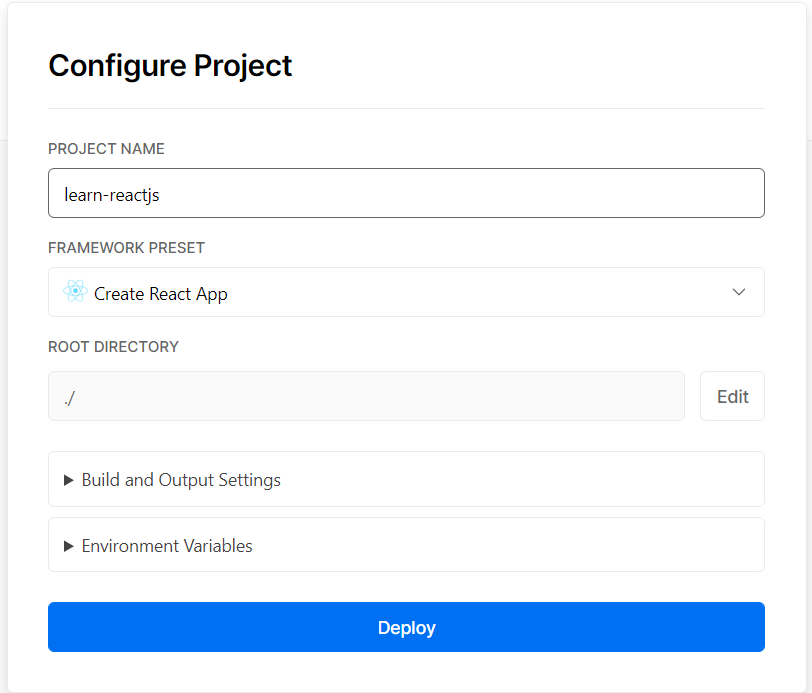 Configure Project
PROJECT NAME
learn-reactjs
FRAMEWORK PRESET
Create React App
ROOT DIRECTORY
./
Edit
Build and Output Settings
Environment Variables
Deploy